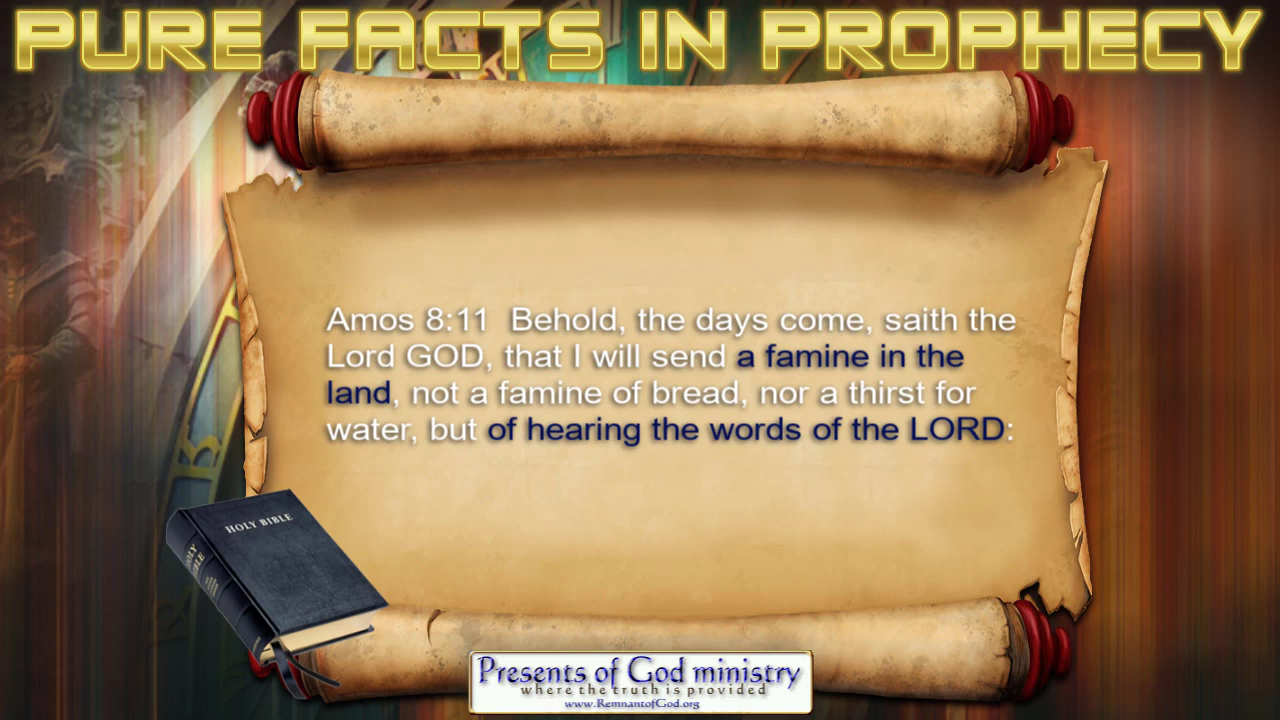 PURE FACTS IN PROPHECY
Amos 8:11 Behold, the days come, saith the
Lord GOD, that I will send a famine in the
land, not a famine of bread, nor a thirst for
water, but of hearing the words of the LORD:
HOLY BIBLE
HOLY BIBLE
Presents of God ministry
where the truth is provided
www.RemnantofGod.org